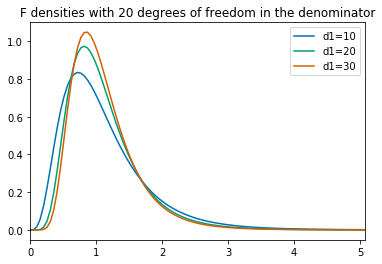 F densities with 20 degrees of freedom in the denominator
d1=10
d1=20
d1=30
1.0
0.8
0.6
0.4
0.2
0.0
0 1 2 3 4 5